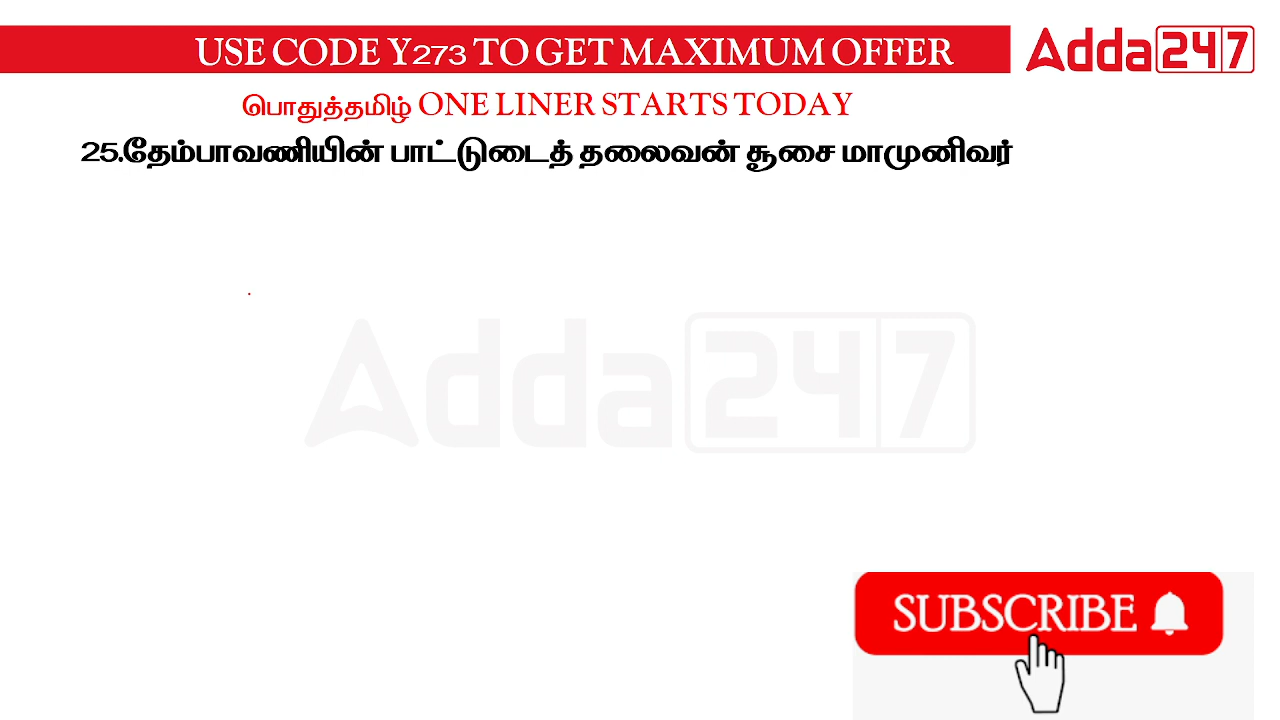 USE CODE Y273 TO GET MAXIMUM OFFER
Adda247
பொதுத்தமிழ் ONE LINER STARTS TODAY
25.தேம்பாவணியின் பாட்டுடைத் தலைவன் சூசை மாமுனிவர்
Adda247
SUBSCRIBE